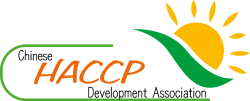 Chinese
HACCP
Development Association